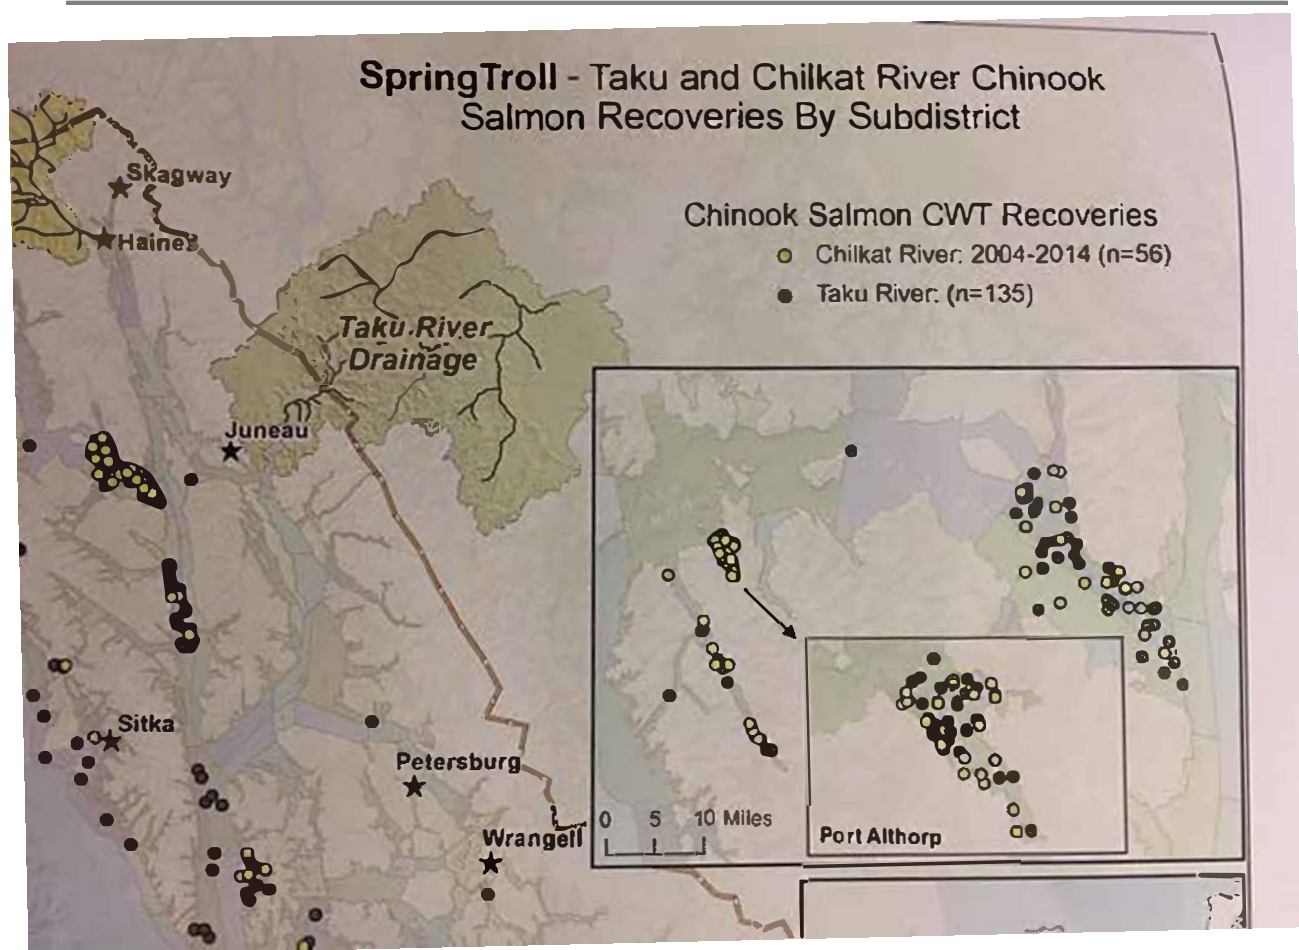 SpringTroll - Taku and Chilkat River Chinook
Salmon Recoveries By Subdistrict
Skagway
Haines
Chinook Salmon CWT Recoveries
Chilkat River: 2004-2014 (n=56)
Taku River: (n=135)
Taku River
Drainage
Juneau
Sitka
Petersburg
Wrangell
0 5 10 Miles
Port Althorp